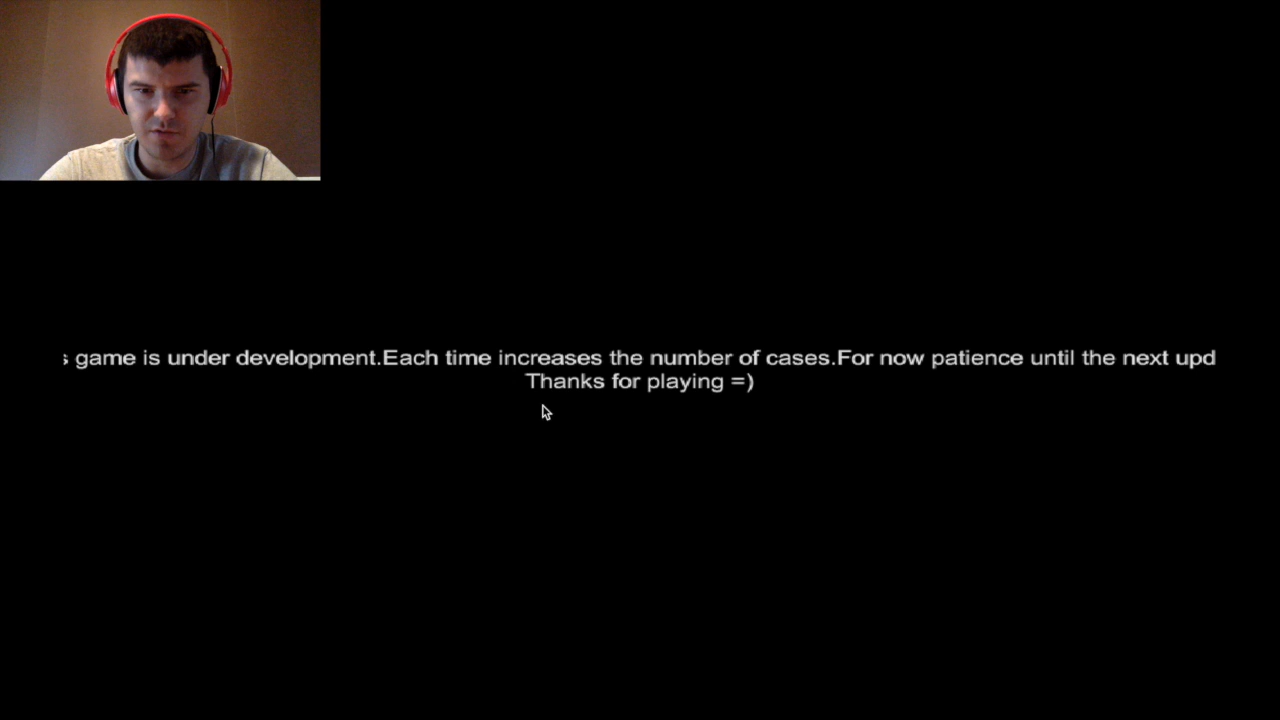 game is under development.Each time increases the number of cases.For now patience until the next upd
Thanks for playing =)